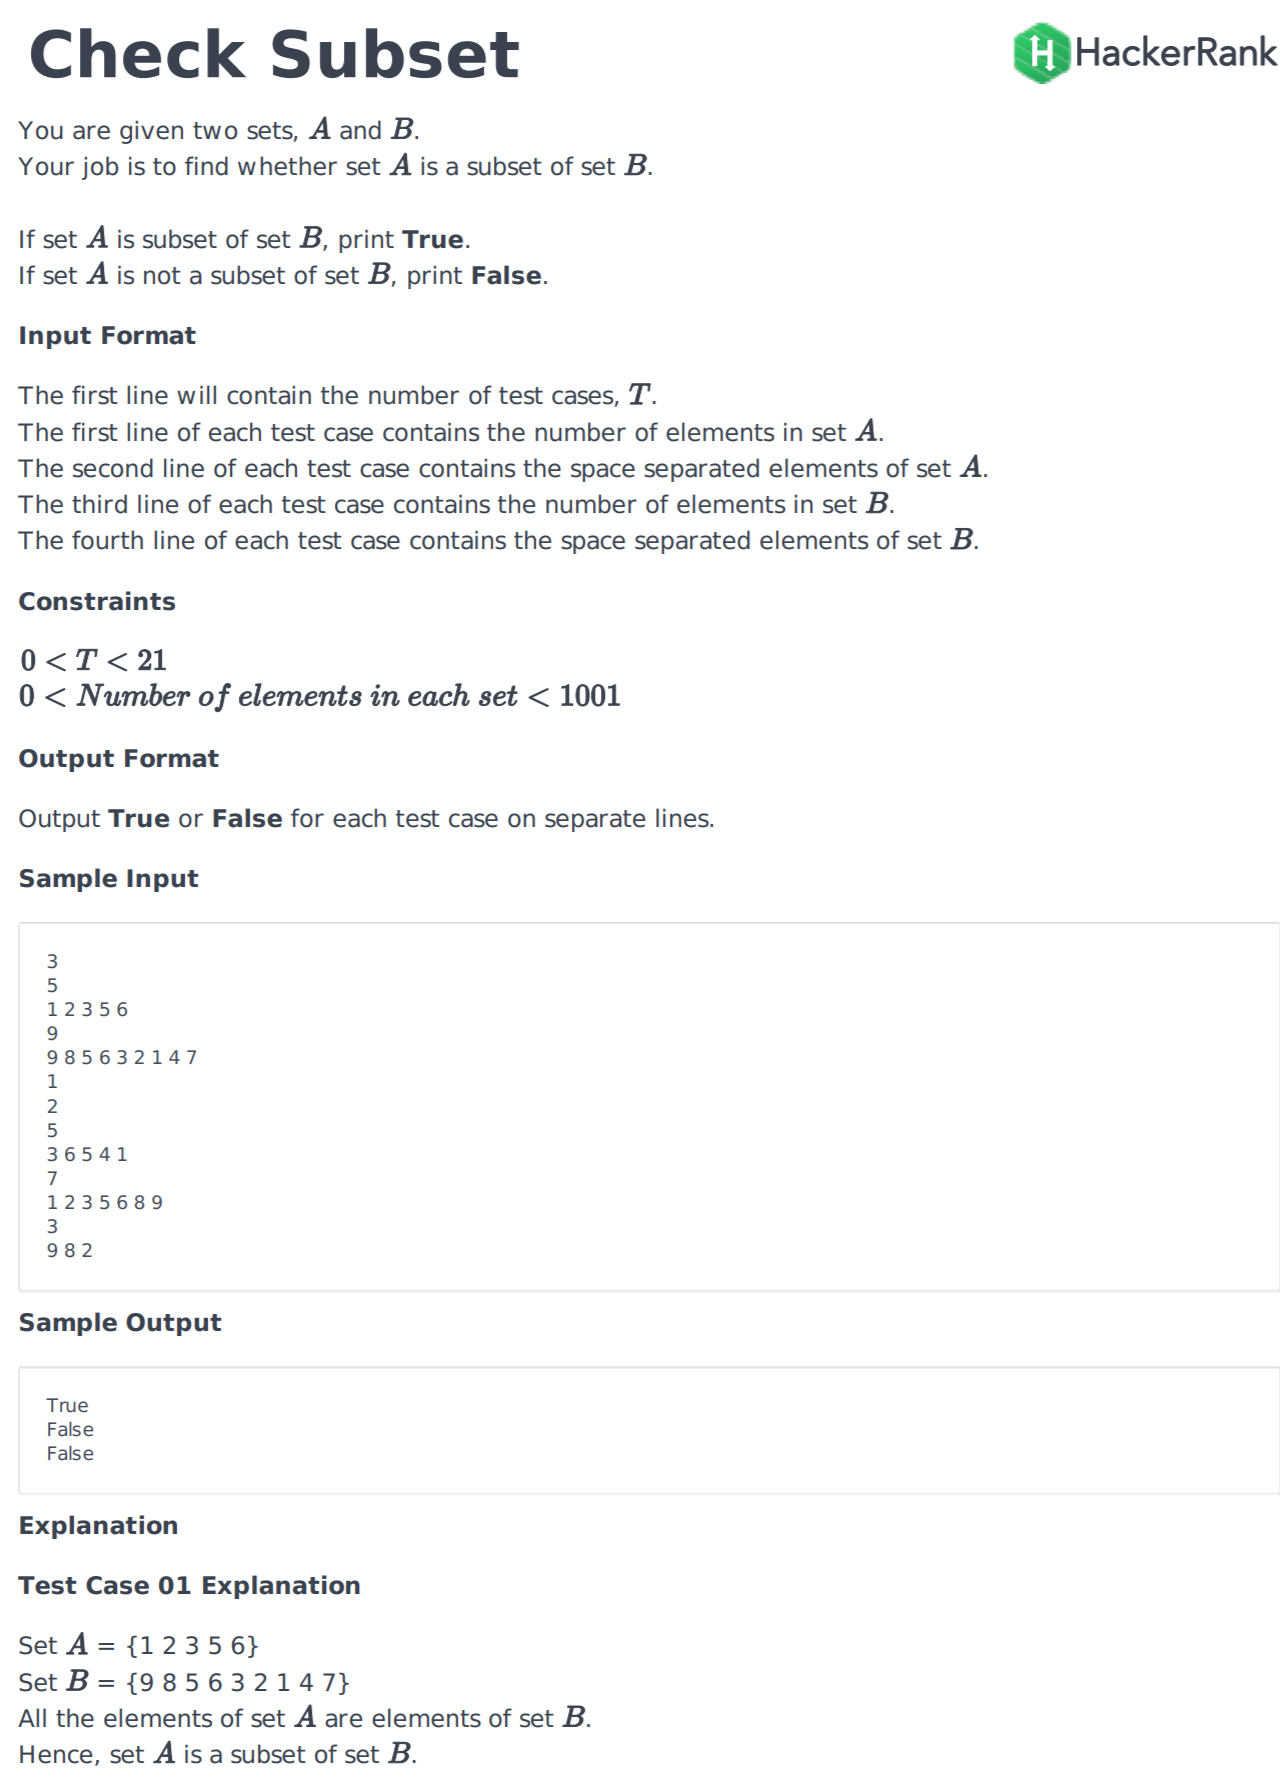 Check Subset
HackerRank
You are given two sets, A and B.
Your job is to find whether set A is a subset of set B.
If set A is subset of set B, print True.
If set A is not a subset of set B, print False.
Input Format
The first line will contain the number of test cases, T.
The first line of each test case contains the number of elements in set A.
The second line of each test case contains the space separated elements of set A.
The third line of each test case contains the number of elements in set B.
The fourth line of each test case contains the space separated elements of set B.
Constraints
0 < T < 21
0 < Number of elements in each set < 1001
Output Format
Output True or False for each test case on separate lines.
Sample Input
3
5
1 2 3 5 6
9
9 8 5 6 3 2 1 4 7
1
2
5
3 6 5 4 1
7
1 2 3 5 6 8 9
3
9 8 2
Sample Output
True
False
False
Explanation
Test Case 01 Explanation
Set A = {1 2 3 5 6}
Set B = {9 8 5 6 3 2 1 4 7}
All the elements of set A are elements of set B.
Hence, set A is a subset of set B.